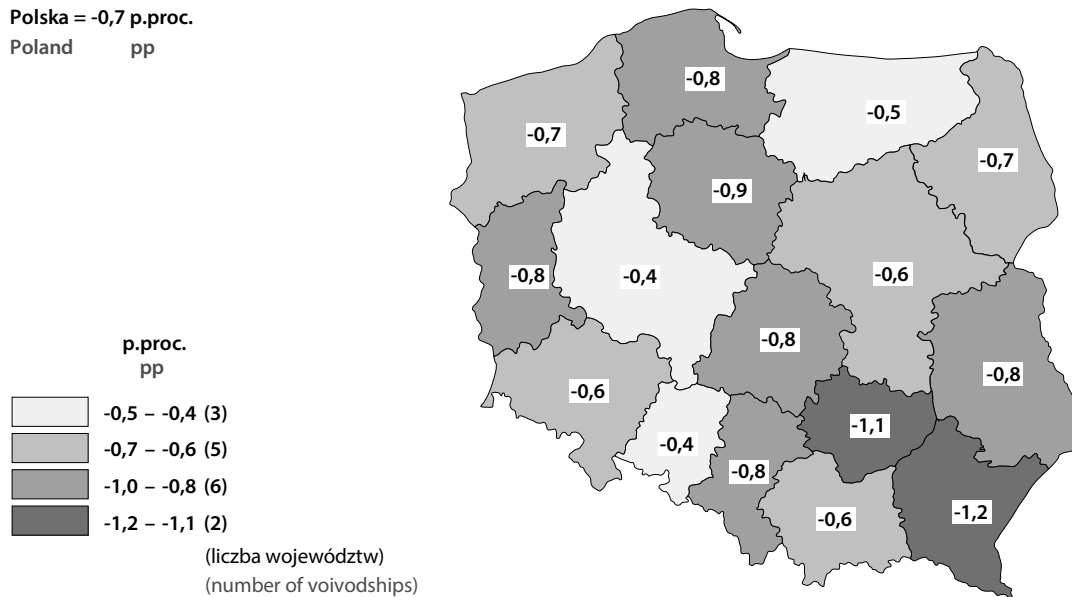 Polska = -0,7 p.proc.
Poland pp
-0,8
-0,5
-0,7
-0,7
-0,9
-0,8
-0,4
-0,6
-0,8
-0,8
-0,6
-1,1
-0,4
-0,8
-0,6
-1,2
p.proc.
pp
-0,5 – -0,4 (3)
-0,7 – -0,6 (5)
-1,0 – -0,8 (6)
-1,2 – -1,1 (2)
(liczba województw)
(number of voivodships)